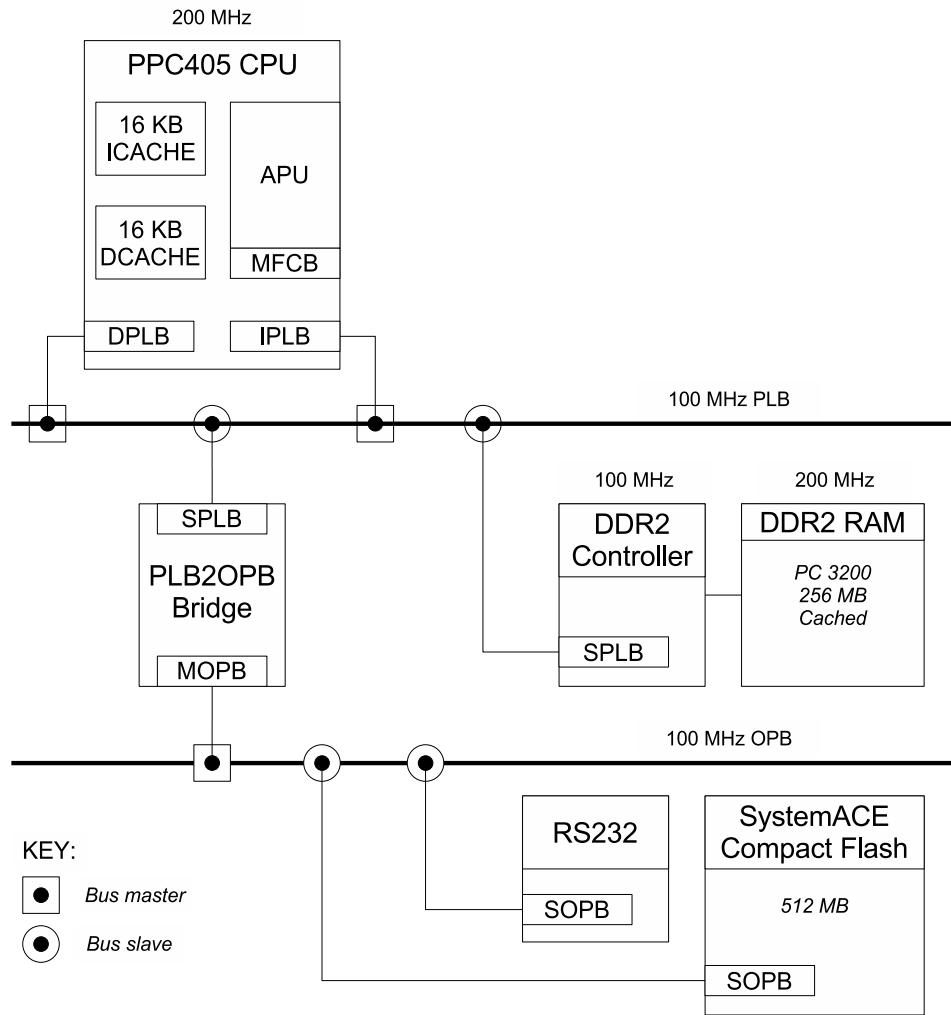 200 MHz
PPC405 CPU
16 KB
ICACHE
APU
16 KB
DCACHE
MFCB
DPLB
IPLB
100 MHz PLB
SPLB
PLB2OPB
Bridge
MOPB
100 MHz
DDR2
Controller
SPLB
200 MHz
DDR2 RAM
PC 3200
256 MB
Cached
100 MHz OPB
RS232
SOPB
SystemACE
Compact Flash
512 MB
SOPB
KEY:
Bus master
Bus slave